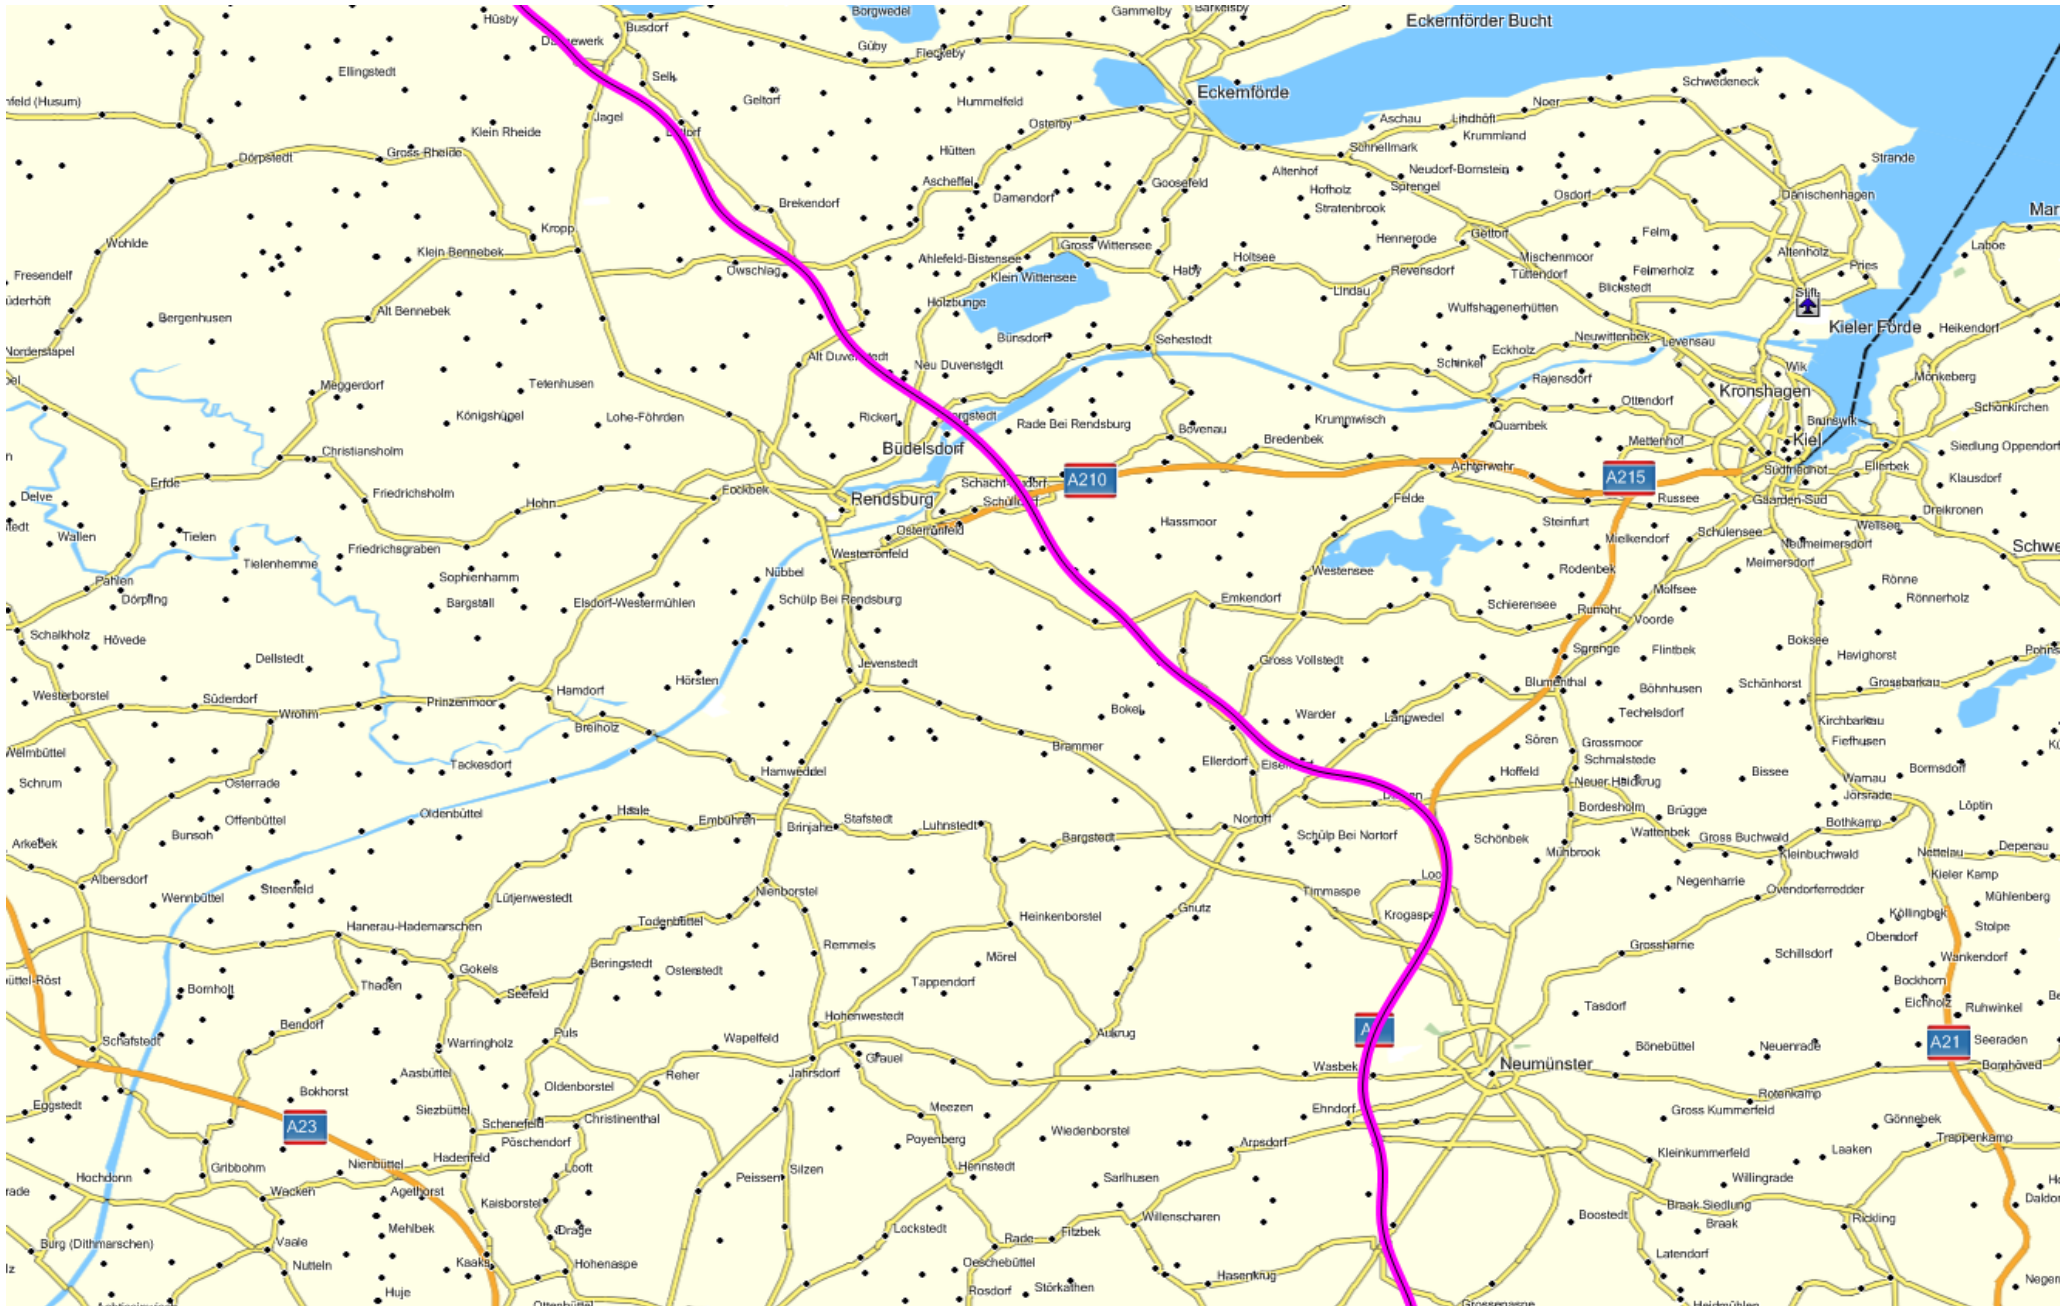 Hüsby
Busdorf
Borgwedel
Gammelby
Barkelsby
Eckernförder Bucht
Güby
Fleckeby
Ellingstedt
Selk
Schwedeneck
Geltorf
Hummelfeld
Eckernförde
Noer
Jagel
Klein Rheide
Osterby
Aschau
Lindhöft
Krummland
Dörpstedt
Gross Rheide
Hütten
Schnellmark
Strande
Ascheffel
Goosefeld
Altenhof
Neudorf-Bornstein
Hofholz
Sprengel
Osdorf
Dänischenhagen
Brekendorf
Damendorf
Stratenbrook
Wohlde
Kropp
Gettorf
Felm
Klein Bennebek
Gross Wittensee
Hennerode
Laboe
Ahlefeld-Bistensee
Holtsee
Mischenmoor
Altenholz
Fresendelf
Owschlag
Klein Wittensee
Haby
Revensdorf
Tüttendorf
Felmerholz
Pries
Holzbunge
Lindau
Blickstedt
Stift
Bergenhusen
Alt Bennebek
Wulfshagenerhütten
Kieler Förde
Heikendorf
Norderstapel
Bünsdorf
Sehestedt
Neuwittenbek
Levensau
Neu Duvenstedt
Schinkel
Eckholz
Wik
Meggerdorf
Tetenhusen
Rajensdorf
Kronshagen
Mönkeberg
Königshügel
Lohe-Föhrden
Rickert
Rade Bei Rendsburg
Krummwisch
Ottendorf
Schönkirchen
Büdelsdorf
Bovenau
Bredenbek
Quarnbek
Mettenhof
Brunswik
Kiel
Siedlung Oppendorf
Christiansholm
Achterwehr
Südfriedhof
Ellerbek
Erfde
A210
A215
Klausdorf
Delve
Friedrichsholm
Hohn
Fockbek
Rendsburg
Felde
Russee
Gaarden-Süd
Dreikronen
Wallen
Tielen
Osterrönfeld
Hassmoor
Steinfurt
Schulensee
Wellsee
Friedrichsgraben
Westerrönfeld
Mielkendorf
Neumeimersdorf
Tielenhemme
Sophienhamm
Nübbel
Westensee
Rodenbek
Meimersdorf
Pahlen
Dörpling
Bargstall
Elsdorf-Westermühlen
Schülp Bei Rendsburg
Emkendorf
Schierensee
Molfsee
Rönne
Rönnerholz
Schalkholz
Hövede
Rumohr
Voorde
Boksee
Dellstedt
Jevenstedt
Gross Vollstedt
Sprenge
Flintbek
Havighorst
Westerborstel
Süderdorf
Prinzenmoor
Hamdorf
Hörsten
Blumenthal
Böhnhusen
Schönhorst
Grossbarkau
Wrohm
Breiholz
Bokel
Warder
Langwedel
Techelsdorf
Kirchbarkau
Welmbüttel
Brammer
Sören
Grossmoor
Fiefhusen
Schrum
Tackesdorf
Hamweddel
Ellerdorf
Schmalstede
Osterrade
Hoffeld
Neuer Haidkrug
Bissee
Warnau
Bormsdorf
Offenbüttel
Oldenbüttel
Haale
Embühren
Brinjahe
Stafstedt
Luhnstedt
Nortorf
Bordesholm
Brügge
Jörsrade
Löptin
Bunsoh
Bargstedt
Schülp Bei Nortorf
Schönbek
Wattenbek
Gross Buchwald
Bothkamp
Arkebek
Mühbrook
Kleinbuchwald
Nettelau
Depenau
Albersdorf
Wennbüttel
Steenfeld
Lütjenwestedt
Nienborstel
Timmaspe
Negenharrie
Ovendorferredder
Kieler Kamp
Mühlenberg
Hanerau-Hademarschen
Todenbüttel
Heinkenborstel
Gnutz
Krogaspe
Köllingbek
Stolpe
Gokels
Beringstedt
Osterstedt
Remmels
Mörel
Grossharrie
Schillsdorf
Obendorf
Wankendorf
Bornholt
Thaden
Seefeld
Tappendorf
Bockhorn
Bendorf
Hohenwestedt
Tasdorf
Eichholz
Ruhwinkel
Schafstedt
Puls
Wapelfeld
Aukrug
Warringholz
Grauel
Wasbek
Neumünster
Bönebüttel
Neuenrade
A21
Seeraden
Bokhorst
Aasbüttel
Oldenborstel
Reher
Jahrsdorf
Bornhöved
Eggstedt
Siezbüttel
Christinenthal
Meezen
Ehndorf
Gross Kummerfeld
Rotenkamp
A23
Schenefeld
Pöschendorf
Poyenberg
Wiedenborstel
Arpsdorf
Gönnebek
Trappenkamp
Gribbohm
Nienbüttel
Hadenfeld
Looft
Silzen
Hennstedt
Kleinkummerfeld
Laaken
Hochdonn
Wacken
Agethorst
Kaisborstel
Peissen
Sarlhusen
Willingrade
Mehlbek
Drage
Lockstedt
Willenscharen
Boostedt
Braak Siedlung
Braak
Rickling
Burg (Dithmarschen)
Vaale
Rade
Fitzbek
Latendorf
Nutteln
Kaaks
Hohenaspe
Oeschebüttel
Hasenkrug
Huje
Rosdorf
Störkathen